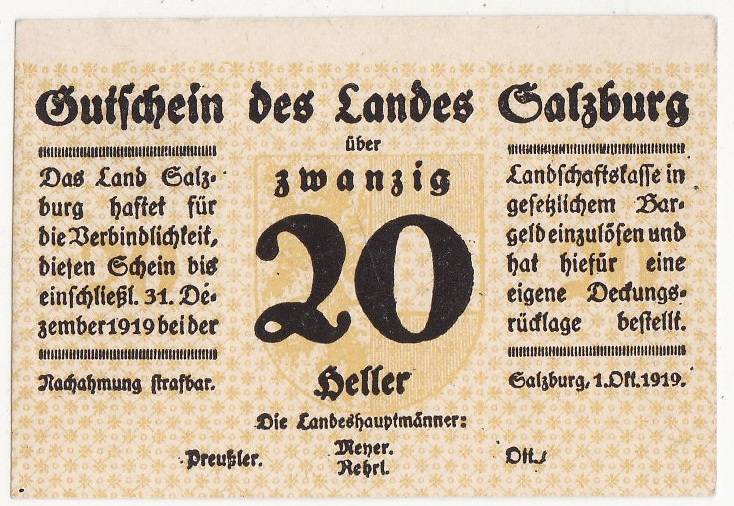 Gutschein des Landes Salzburg
über
zwanzig
20
Heller
Das Land Salz-
burg haftet für
die Verbindlichkeit,
diesen Schein bis
einschließl. 31. De-
zember 1919 bei der
Landschaftskasse in
gesetzlichem Bar-
geld einzulösen und
hat hiefür eine
eigene Deckungs-
rücklage bestellt.
Nachahmung strafbar.
Salzburg, 1. Okt. 1919.
Die Landeshauptmänner:
Preußler.
Meyer.
Rehrl.
Ott.